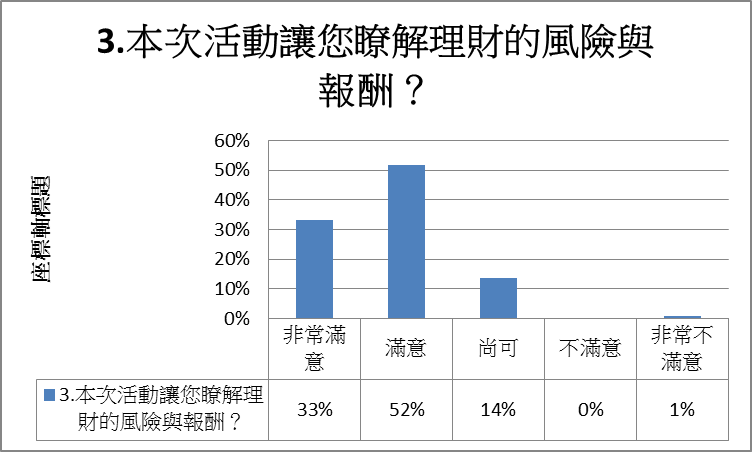 3.本次活動讓您瞭解理財的風險與
報酬？
座標軸標題
60%
50%
40%
30%
20%
10%
0%
非常滿
意
滿意
尚可
不滿意
非常不
滿意
3.本次活動讓您瞭解理
財的風險與報酬？
33% 52% 14% 0% 1%